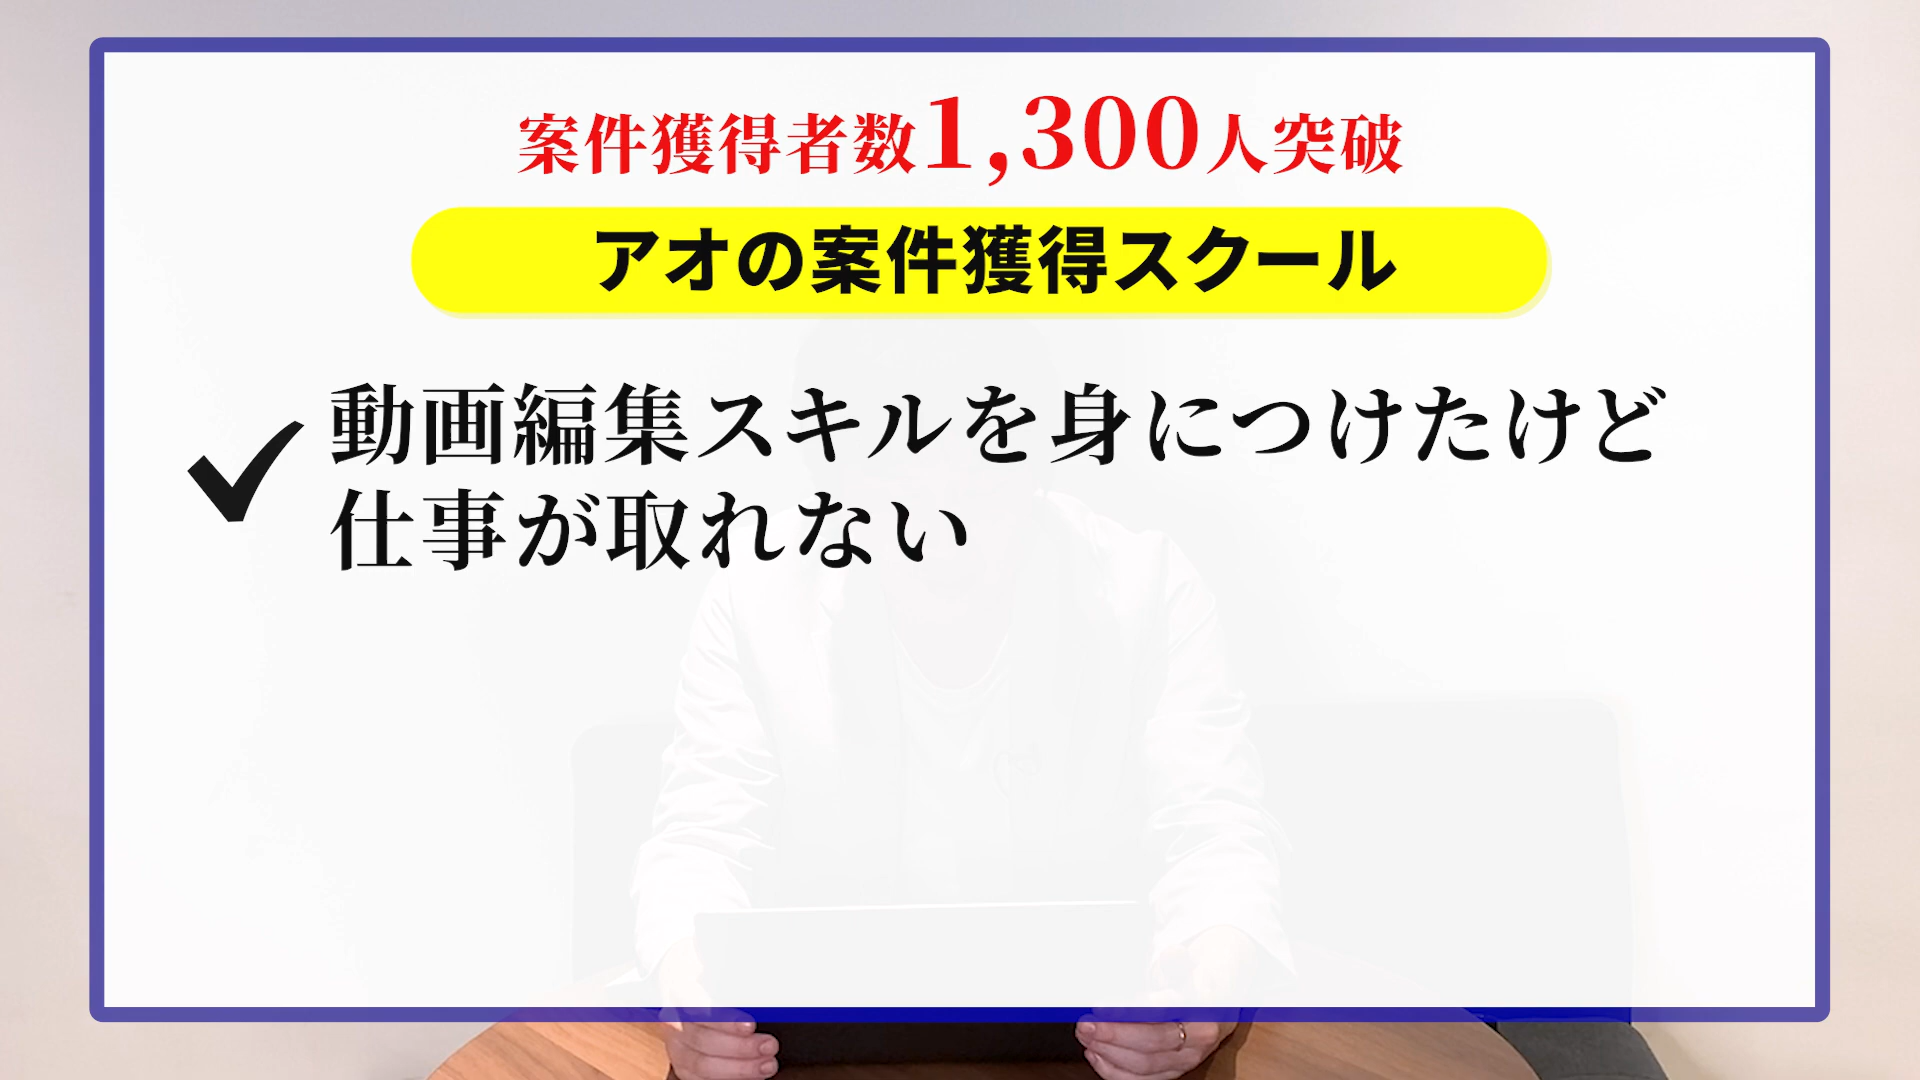 案件獲得者数1,300人突破
アオの案件獲得スクール
動画編集スキルを身につけたけど
仕事が取れない